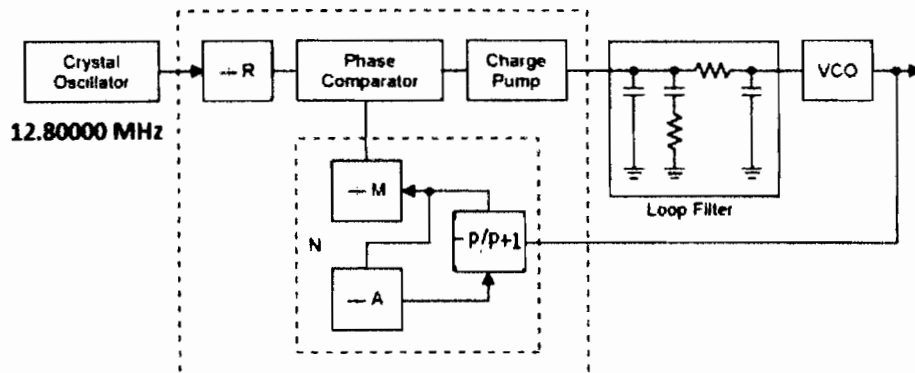 Crystal
Oscillator
12.80000 MHz
÷ R
Phase
Comparator
Charge
Pump
VCO
Loop Filter
÷ M
N
p/p+1
÷ A